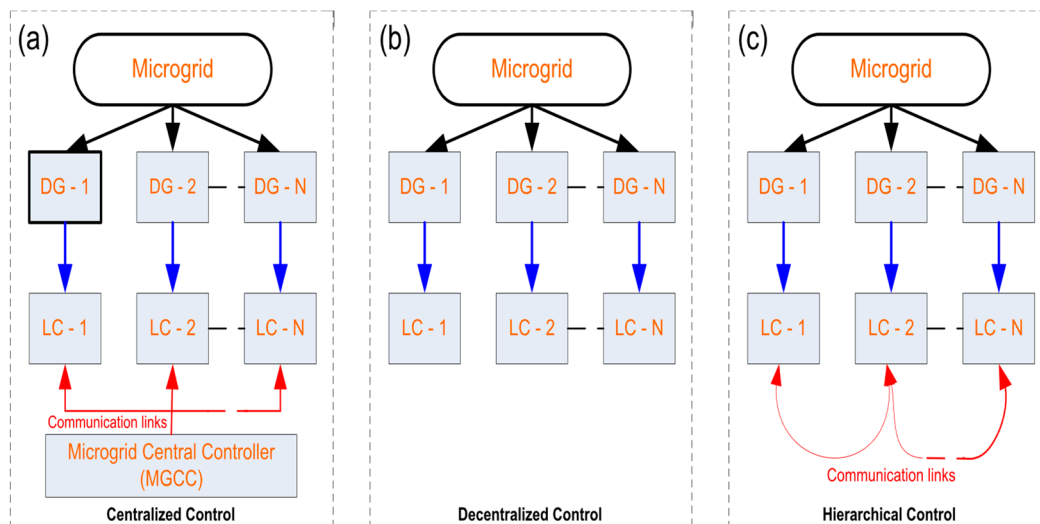 (a)
Microgrid
DG - 1
DG - 2
DG - N
LC - 1
LC - 2
LC - N
Communication links
Microgrid Central Controller
(MGCC)
Centralized Control
(b)
Microgrid
DG - 1
DG - 2
DG - N
LC - 1
LC - 2
LC - N
Decentralized Control
(c)
Microgrid
DG - 1
DG - 2
DG - N
LC - 1
LC - 2
LC - N
Communication links
Hierarchical Control